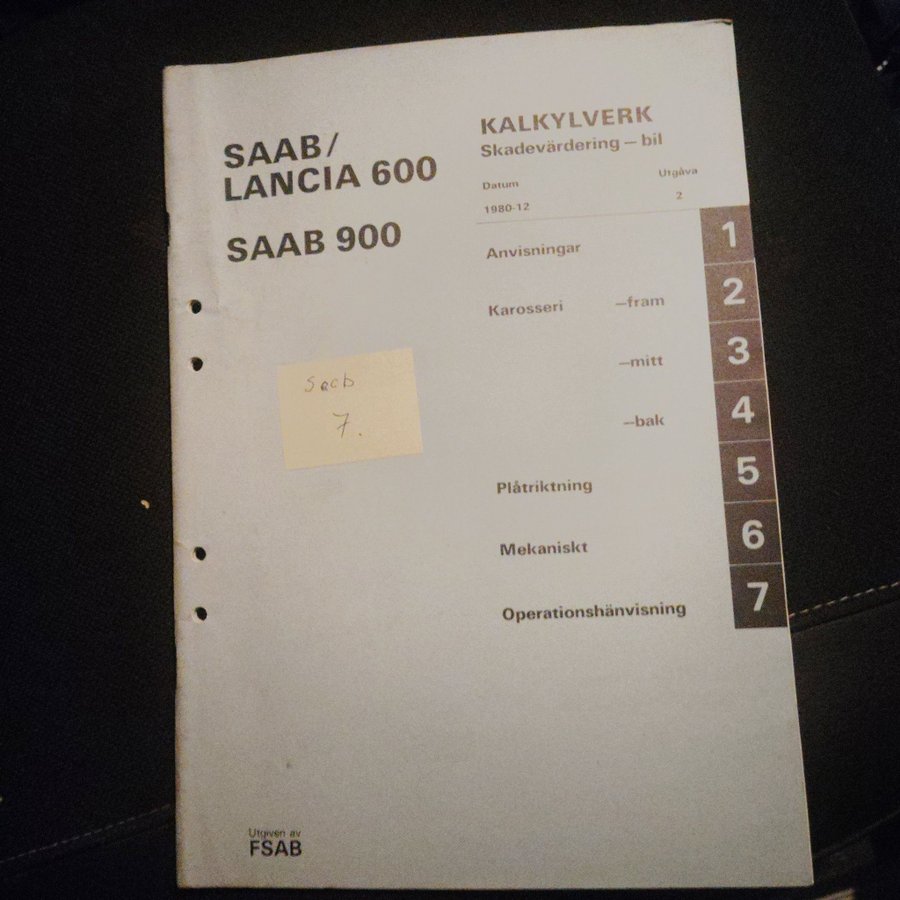 SAAB/
LANCIA 600
SAAB 900
KALKYLVERK
Skadevärdering – bil
Datum Utgåva
1980-12 2
Anvisningar 1
Karosseri –fram 2
–mitt 3
–bak 4
Plåtriktning 5
Mekaniskt 6
Operationshänvisning 7
Saab
7.
Utgiven av
FSAB